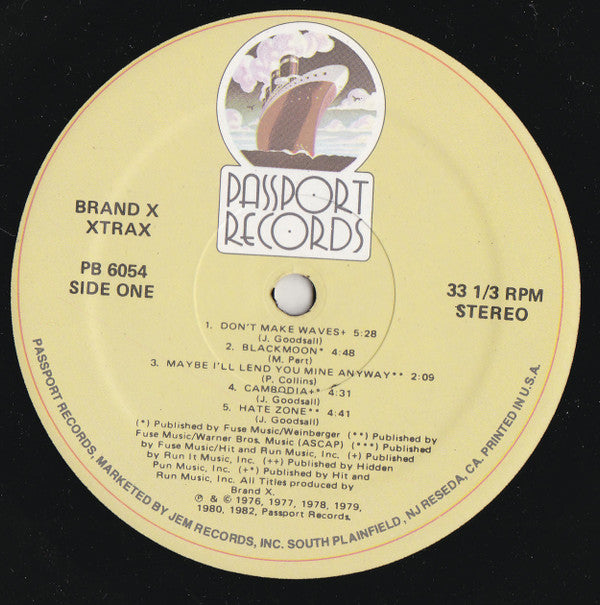 PASSPORT
RECORDS
BRAND X
XTRAX
PB 6054
SIDE ONE
33 1/3 RPM
STEREO
1. DON'T MAKE WAVES+ 5:28
(J. Goodsall)
2. BLACKMOON* 4:48
(M. Pert)
3. MAYBE I'LL LEND YOU MINE ANYWAY** 2:09
(P. Collins)
4. CAMBODIA+* 4:31
(J. Goodsall)
5. HATE ZONE** 4:41
(J. Goodsall)
(*) Published by Fuse Music/Weinberger (**) Published by
Fuse Music/Warner Bros. Music (ASCAP) (***) Published
by Fuse Music/Hit and Run Music, Inc. (+) Published
by Run It Music, Inc. (++) Published by Hidden
Pun Music, Inc. (+*) Published by Hit and
Run Music, Inc. All Titles produced by
Brand X.
℗ & © 1976, 1977, 1978, 1979,
1980, 1982, Passport Records.
PASSPORT RECORDS, MARKETED BY JEM RECORDS, INC. SOUTH PLAINFIELD, NJ RESEDA, CA. PRINTED IN U.S.A.